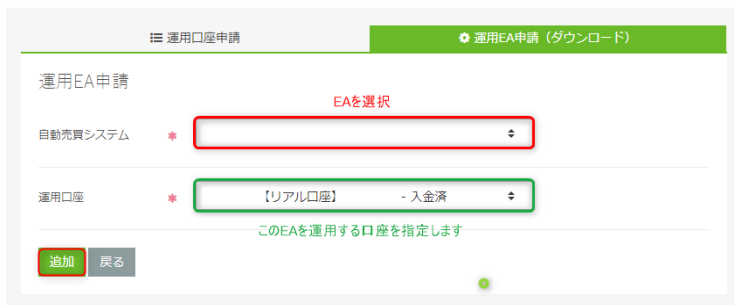 運用口座申請
運用EA申請（ダウンロード）
運用EA申請
EAを選択
自動売買システム *
運用口座 * 【リアル口座】 - 入金済
このEAを運用する口座を指定します
追加 戻る